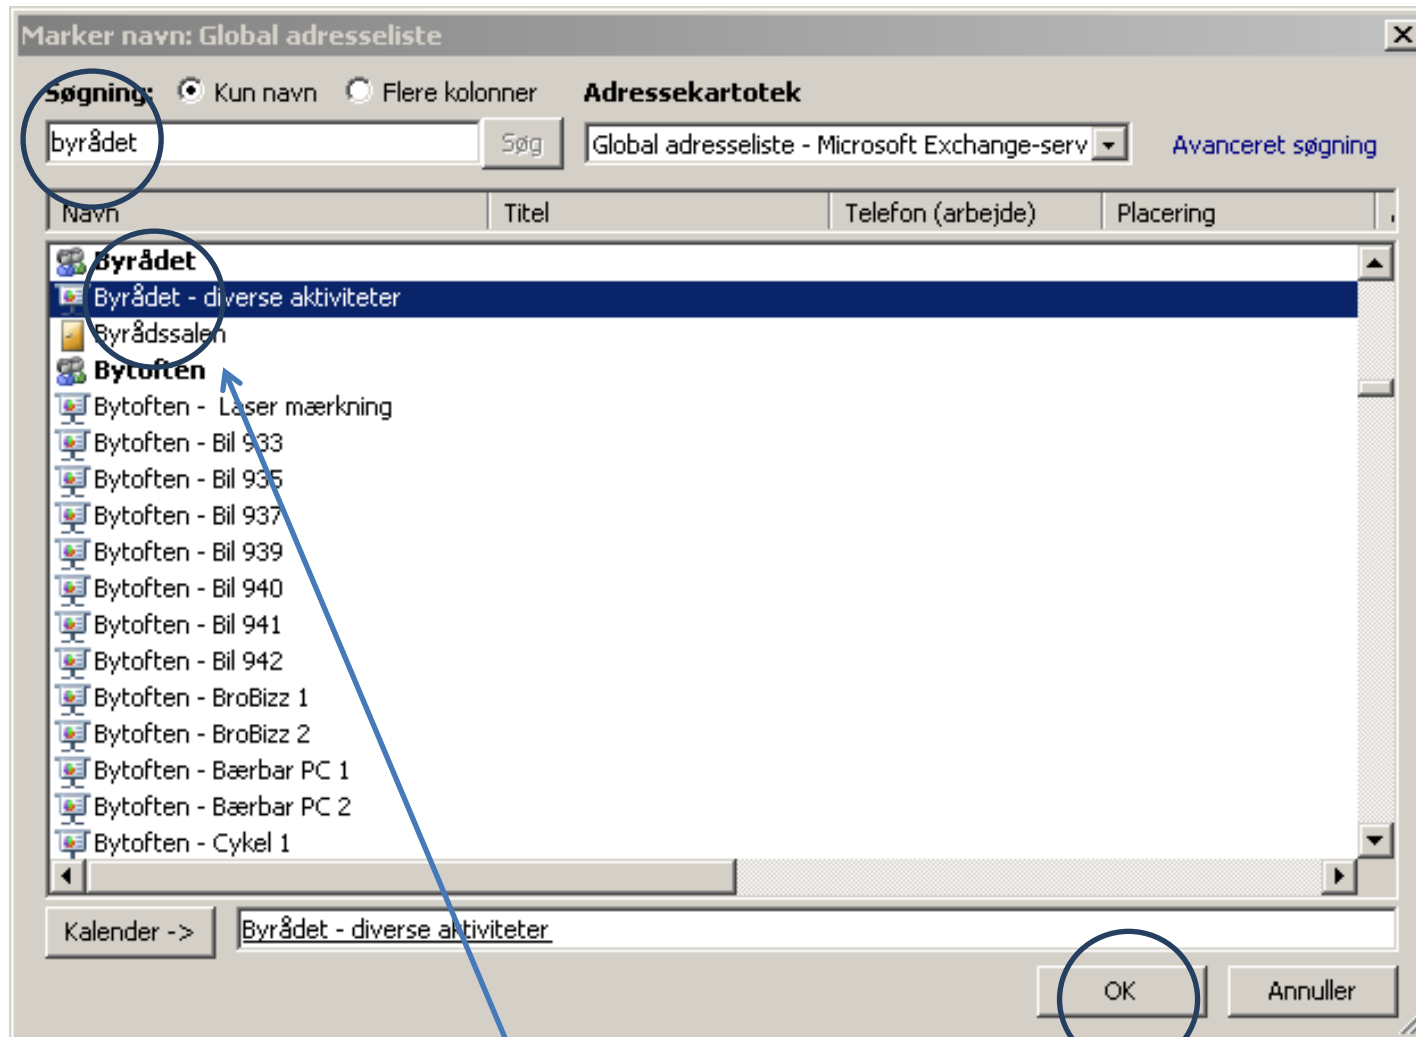 Marker navn: Global adresseliste
Søgning: Kun navn Flere kolonner Adressekartotek
byrådet Søg Global adresseliste - Microsoft Exchange-serv Avanceret søgning
Navn Titel Telefon (arbejde) Placering
Byrådet
Byrådet - diverse aktiviteter
Byrådssalen
Bytoften
Bytoften -  Laser mærkning
Bytoften - Bil 933
Bytoften - Bil 935
Bytoften - Bil 937
Bytoften - Bil 939
Bytoften - Bil 940
Bytoften - Bil 941
Bytoften - Bil 942
Bytoften - BroBizz 1
Bytoften - BroBizz 2
Bytoften - Bærbar PC 1
Bytoften - Bærbar PC 2
Bytoften - Cykel 1
Kalender -> Byrådet - diverse aktiviteter
OK Annuller